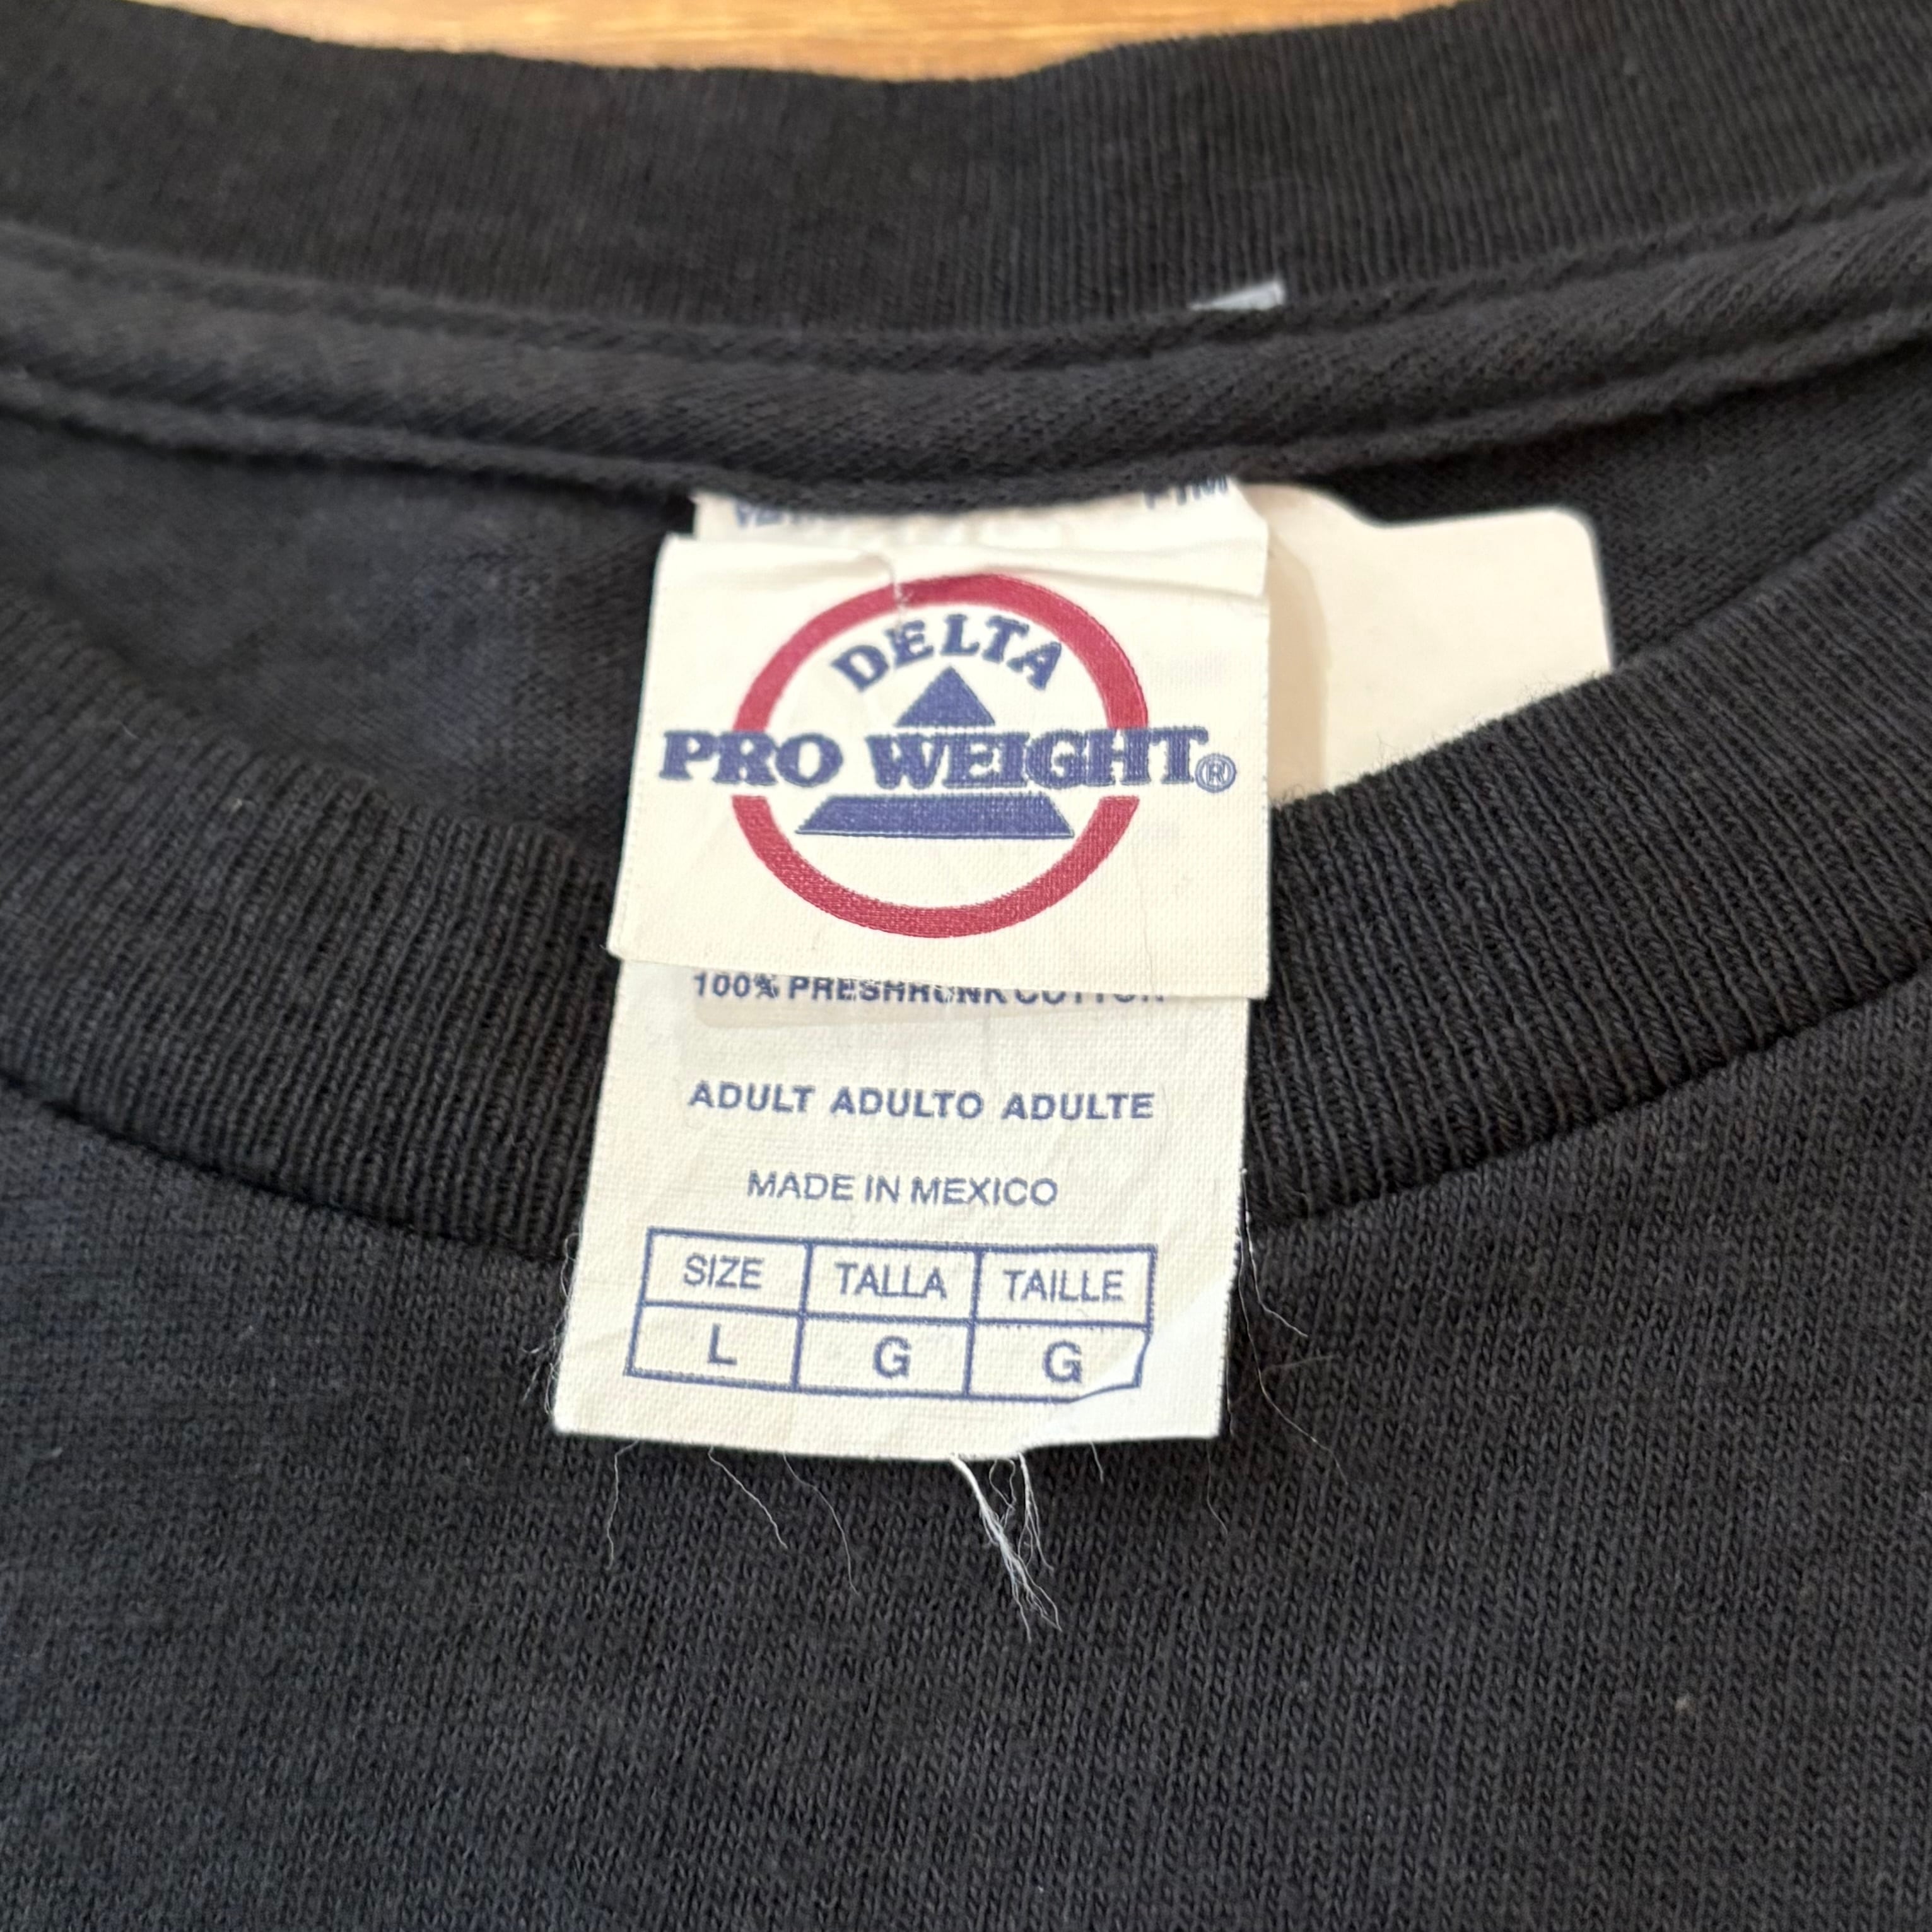 DELTA
PRO WEIGHT®
100% PRESHRUNK COTTON
ADULT ADULTO ADULTE
MADE IN MEXICO
SIZE TALLA TAILLE
L G G